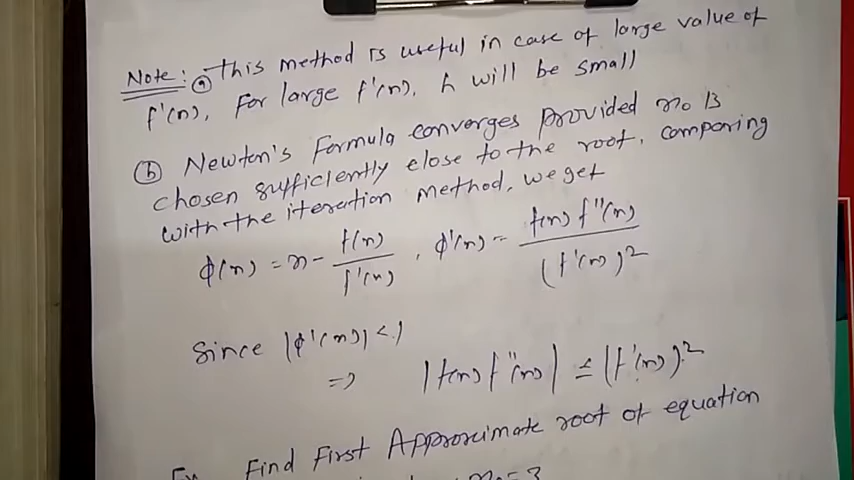 Note: ⓐ This method is useful in case of large value of
f'(x), For large f'(x), h will be small
ⓑ Newton's Formula converges provided x₀ is
chosen sufficiently close to the root, comparing
with the iteration method, we get
ϕ(x) = x - f(x)/f'(x), ϕ'(x) = f(x) f''(x)/(f'(x))²
Since |ϕ'(x)| < 1
=> |f(x) f''(x)| ≤ (f'(x))²
Find First Approximate root of equation
= 3